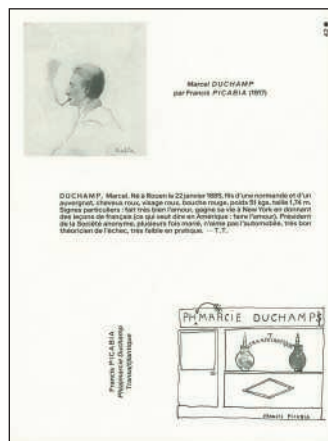 Marcel DUCHAMP
par Francis PICABIA (1917)
DUCHAMP, Marcel. Né à Rouen le 22 janvier 1885, fils d'une normande et d'un
auvergnat, cheveux roux, visage roux, bouche rouge, poids 51 kgs, taille 1,74 m.
Signes particuliers : fait très bien l'amour, gagne sa vie à New York en donnant
des leçons de français (ce qui veut dire en Amérique : faire l'amour). Président
de la Société anonyme, plusieurs fois marié, n'aime pas l'automobile, très bon
théoricien de l'échec, très faible en pratique. — T.T.
Francis PICABIA
Duchamp
PHARMARCIE DUCHAMPS
Francis PICABIA